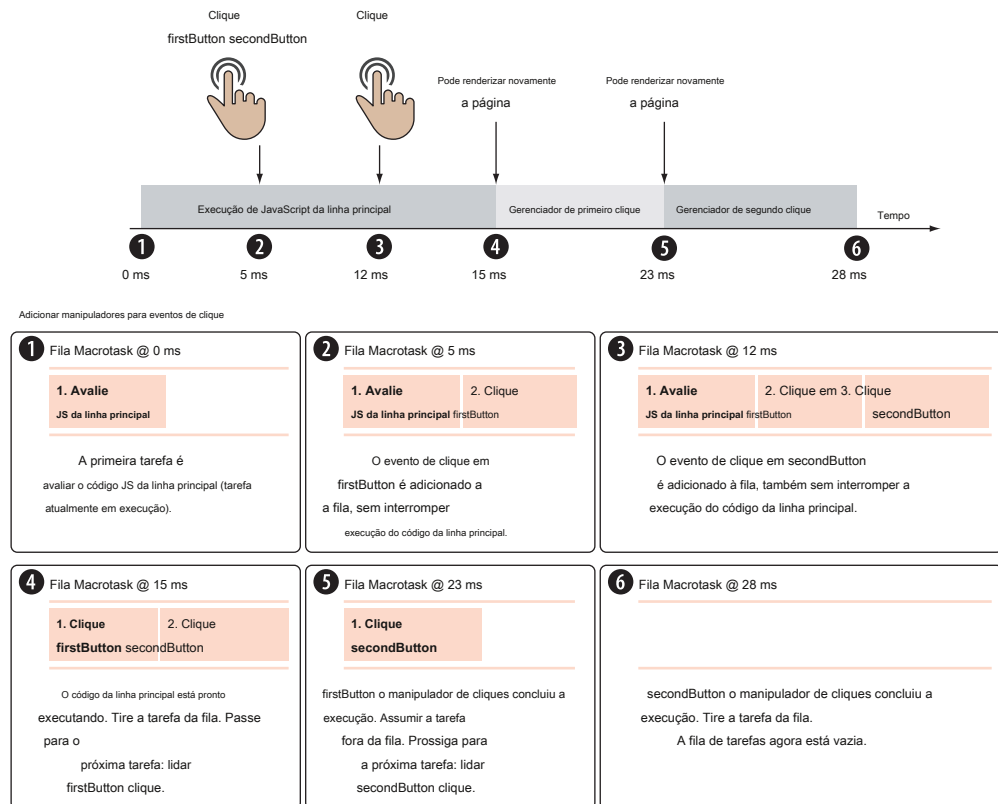 Clique
firstButton secondButton
Clique
Pode renderizar novamente
a página
Pode renderizar novamente
a página
Execução de JavaScript da linha principal
Gerenciador de primeiro clique
Gerenciador de segundo clique
Tempo
1
2
3
4
5
6
0 ms
5 ms
12 ms
15 ms
23 ms
28 ms
Adicionar manipuladores para eventos de clique
1 Fila Macrotask @ 0 ms
1. Avalie
JS da linha principal
A primeira tarefa é
avaliar o código JS da linha principal (tarefa
atualmente em execução).
2 Fila Macrotask @ 5 ms
1. Avalie 2. Clique
JS da linha principal firstButton
O evento de clique em
firstButton é adicionado a
a fila, sem interromper
execução do código da linha principal.
3 Fila Macrotask @ 12 ms
1. Avalie 2. Clique em 3. Clique
JS da linha principal firstButton secondButton
O evento de clique em secondButton
é adicionado à fila, também sem interromper a
execução do código da linha principal.
4 Fila Macrotask @ 15 ms
1. Clique 2. Clique
firstButton secondButton
O código da linha principal está pronto
executando. Tire a tarefa da fila. Passe
para o
próxima tarefa: lidar
firstButton clique.
5 Fila Macrotask @ 23 ms
1. Clique
secondButton
firstButton o manipulador de cliques concluiu a
execução. Assumir a tarefa
fora da fila. Prossiga para
a próxima tarefa: lidar
secondButton clique.
6 Fila Macrotask @ 28 ms
secondButton o manipulador de cliques concluiu a
execução. Tire a tarefa da fila.
A fila de tarefas agora está vazia.